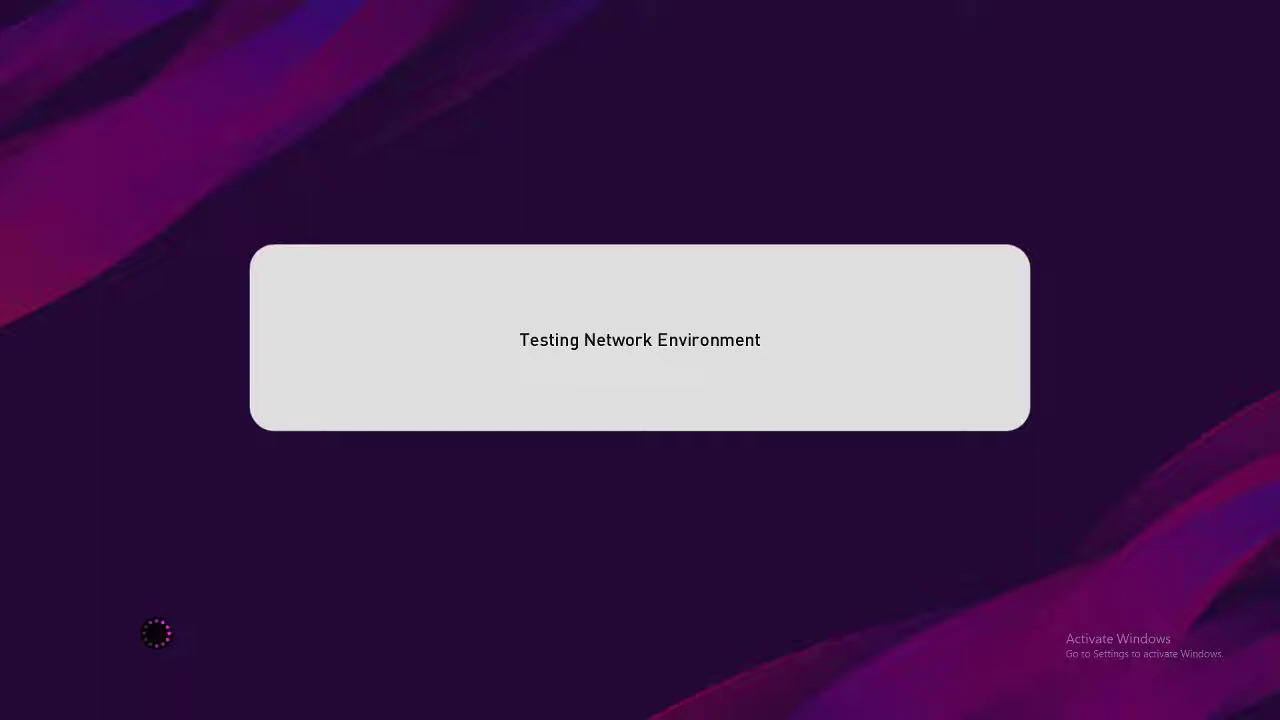 Testing Network Environment
Activate Windows
Go to Settings to activate Windows.